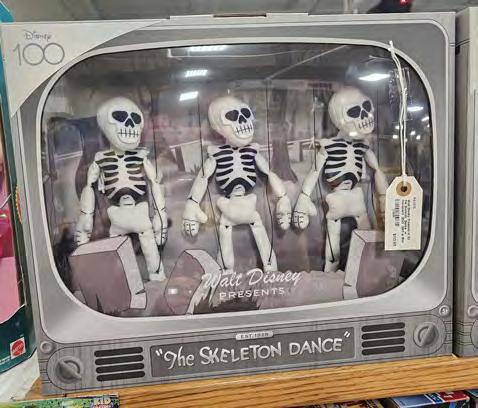 Disney
100
Walt Disney
PRESENTS
EST. 1929
"The SKELETON DANCE"